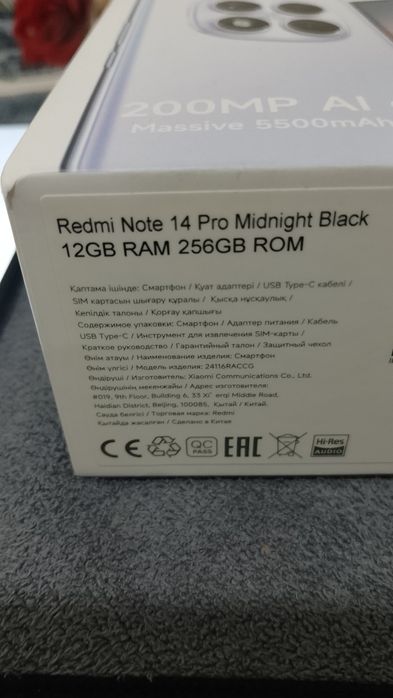 200MP AI
Massive 5500mAh
Redmi Note 14 Pro Midnight Black
12GB RAM 256GB ROM
Қаптама ішінде: Смартфон / Қуат адаптері / USB Type-C кабелі /
SIM картасын шығару құралы / Қысқа нұсқаулық /
Кепілдік талоны / Қорғау қапшығы
Содержимое упаковки: Смартфон / Адаптер питания / Кабель
USB Type-C / Инструмент для извлечения SIM-карты /
Краткое руководство / Гарантийный талон / Защитный чехол
Өнім атауы / Наименование изделия: Смартфон
Өнім үлгісі / Модель изделия: 24116RACCG
Өндіруші / Изготовитель: Xiaomi Communications Co., Ltd.
Өндірушінің мекенжайы / Адрес изготовителя:
#019, 9th Floor, Building 6, 33 Xi'erqi Middle Road,
Haidian District, Beijing, 100085, Қытай / Китай.
Сауда белгісі / Торговая марка: Redmi
Қытайда жасалған / Сделано в Китае
CE QC PASS EAC Hi-Res AUDIO